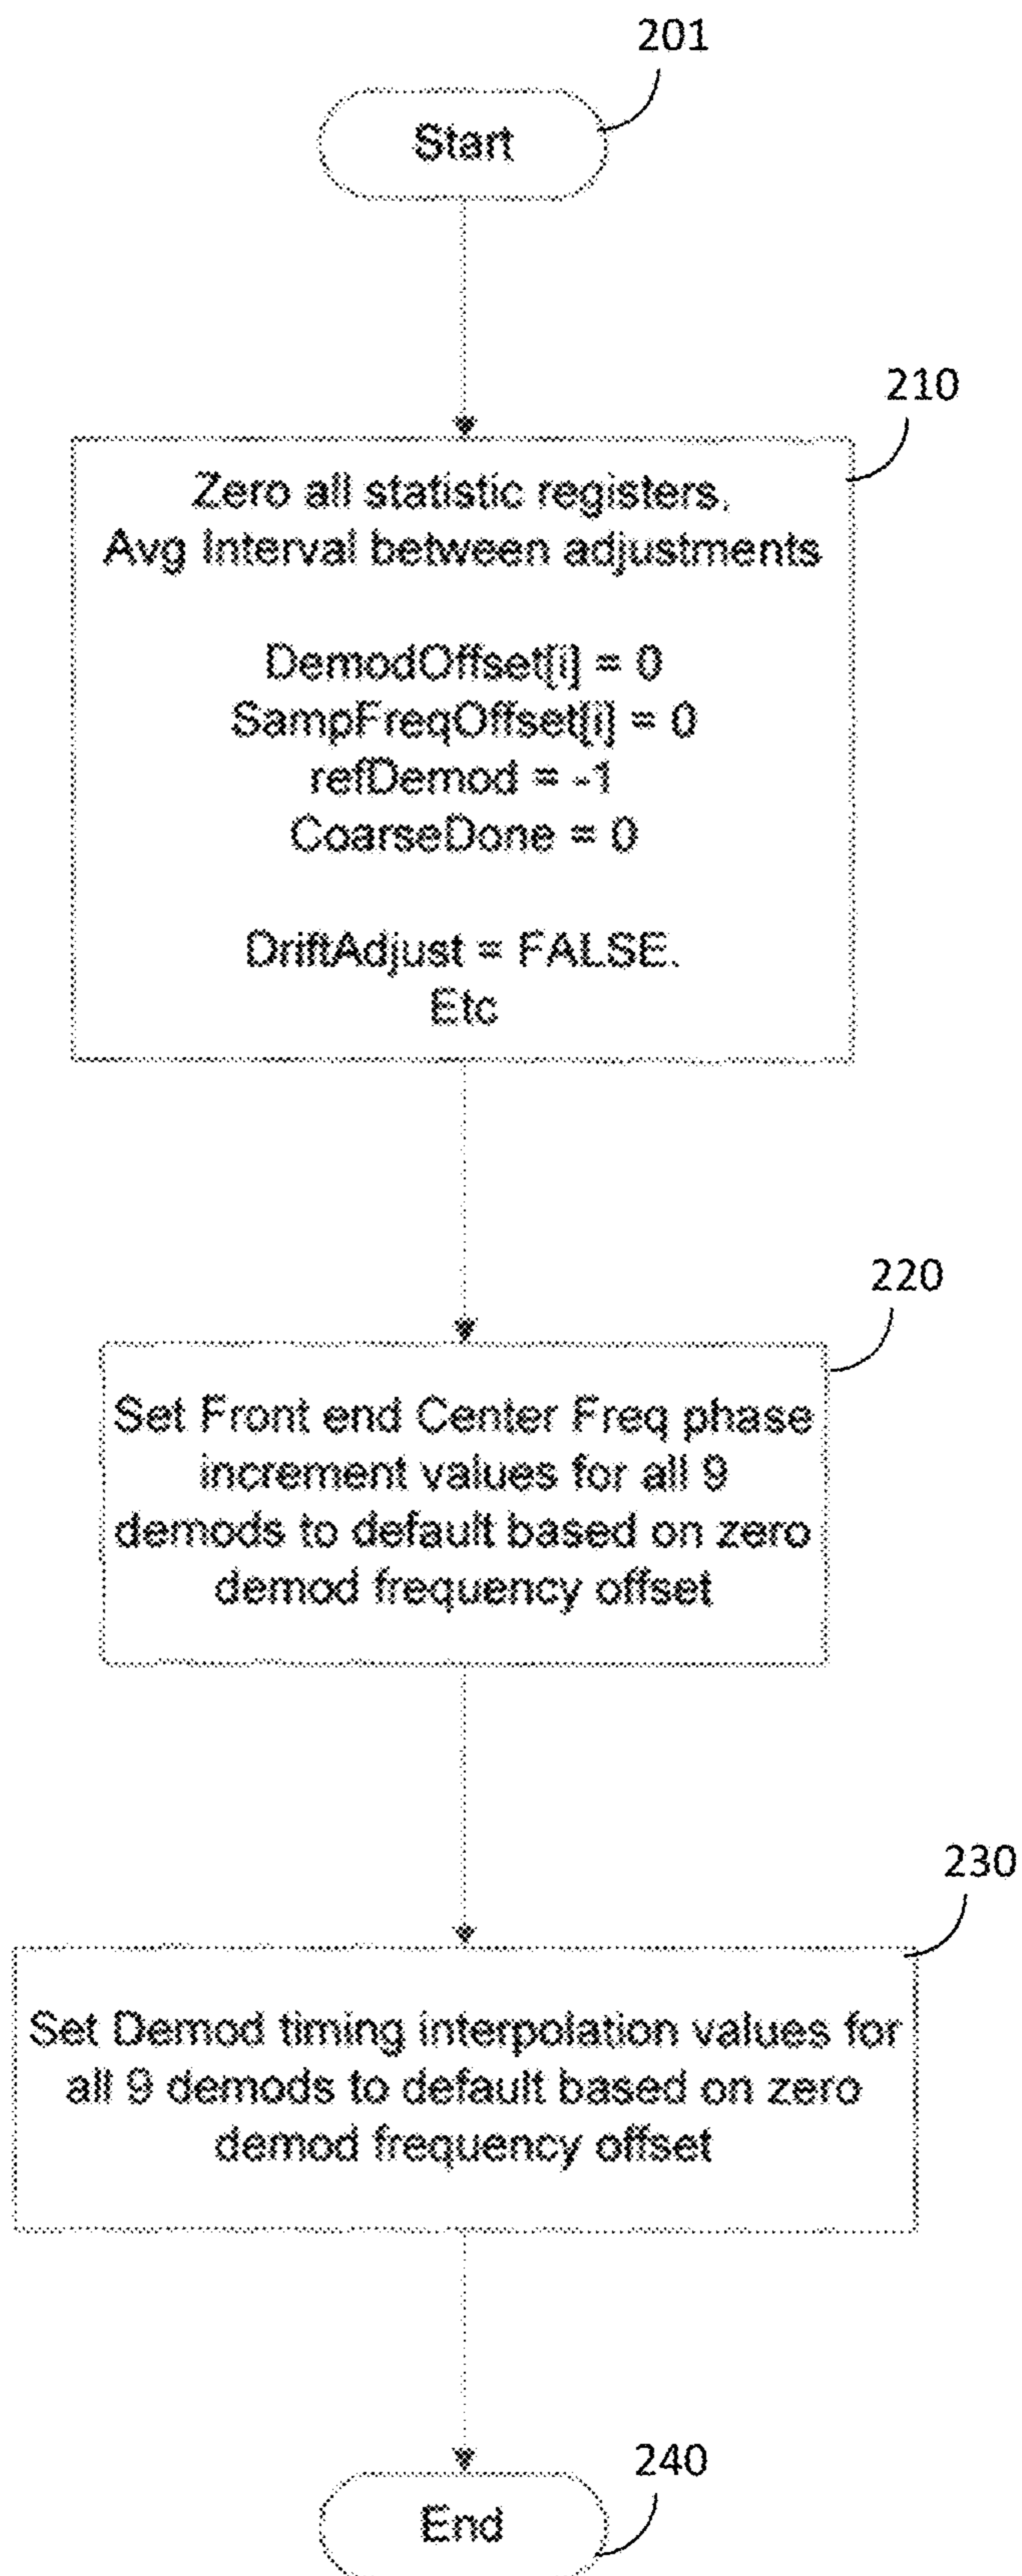 201
Start
210
Zero all statistic registers,
Avg Interval between adjustments
DemodOffset[i] = 0
SampFreqOffset[i] = 0
refDemod = -1
CoarseDone = 0
DriftAdjust = FALSE.
Etc
220
Set Front end Center Freq phase
increment values for all 9
demods to default based on zero
demod frequency offset
230
Set Demod timing interpolation values for
all 9 demods to default based on zero
demod frequency offset
240
End